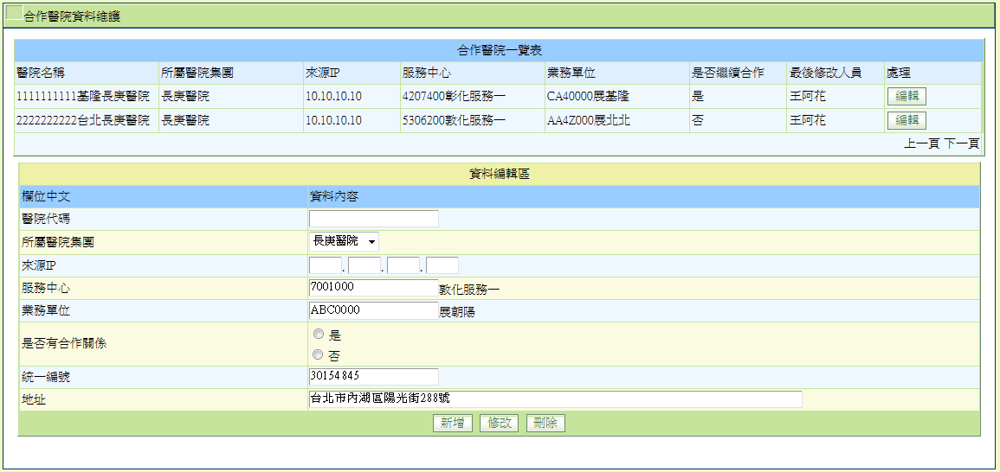 合作醫院資料維護
合作醫院一覽表
醫院名稱 所屬醫院集團 來源IP 服務中心 業務單位 是否繼續合作 最後修改人員 處理
1111111111基隆長庚醫院 長庚醫院 10.10.10.10 4207400彰化服務一 CA40000展基隆 是 王阿花 編輯
2222222222台北長庚醫院 長庚醫院 10.10.10.10 5306200敦化服務一 AA4Z000展北北 否 王阿花 編輯
上一頁 下一頁
資料編輯區
欄位中文 資料內容
醫院代碼
所屬醫院集團 長庚醫院
來源IP . . .
服務中心 7001000 敦化服務一
業務單位 ABC0000 展朝陽
是否有合作關係
是
否
統一編號 30154845
地址 台北市內湖區陽光街288號
新增 修改 刪除